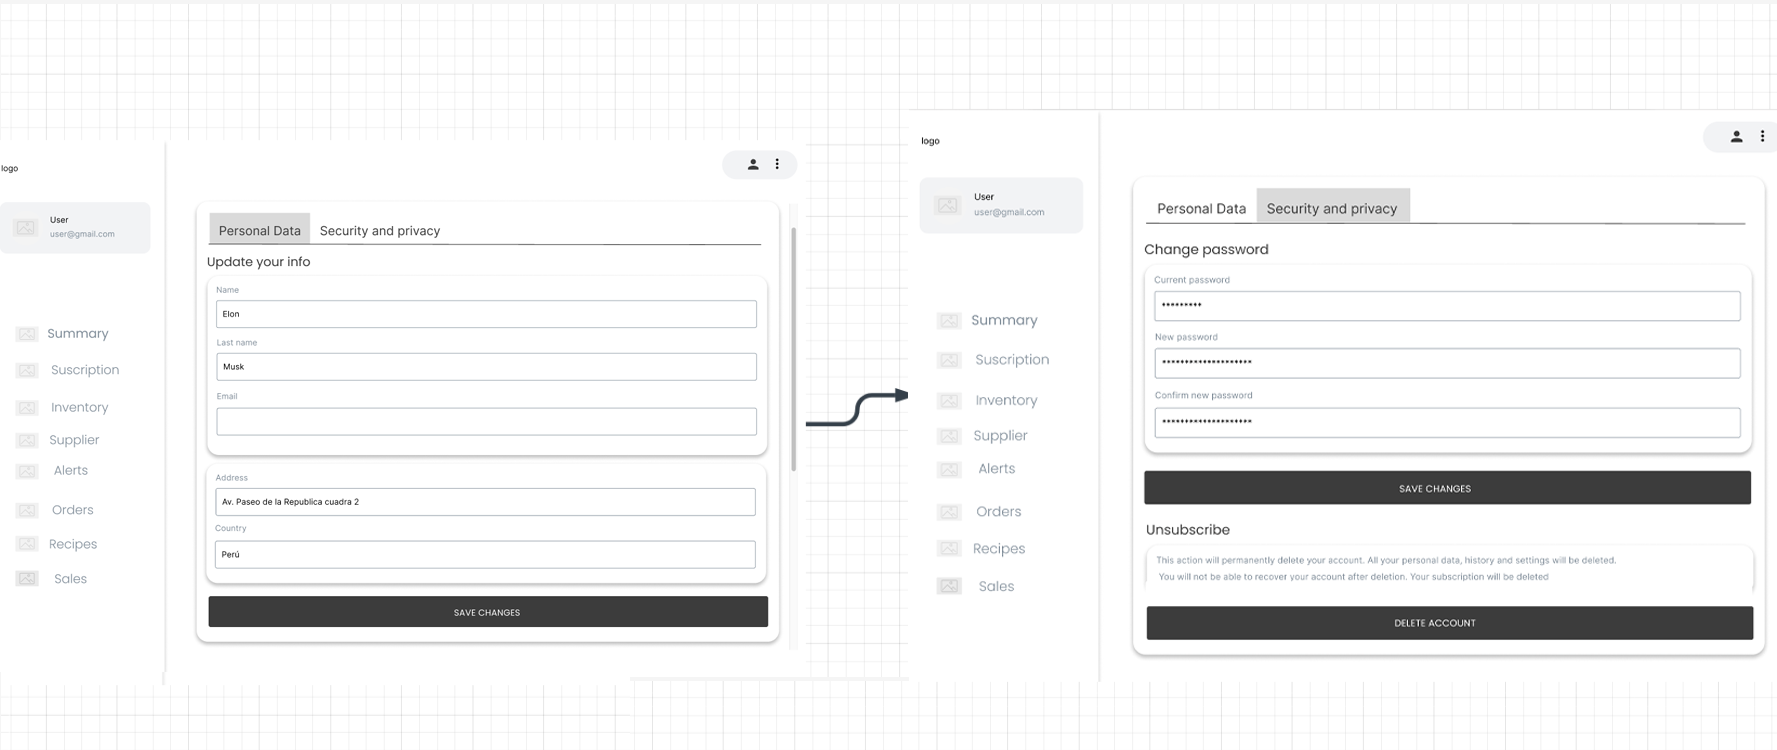 logo
User
user@gmail.com
Summary
Suscription
Inventory
Supplier
Alerts
Orders
Recipes
Sales
Personal Data
Security and privacy
Update your info
Name
Elon
Last name
Musk
Email
Address
Av. Paseo de la Republica cuadra 2
Country
Perú
SAVE CHANGES
logo
User
user@gmail.com
Summary
Suscription
Inventory
Supplier
Alerts
Orders
Recipes
Sales
Personal Data
Security and privacy
Change password
Current password
*********
New password
********************
Confirm new password
********************
SAVE CHANGES
Unsubscribe
This action will permanently delete your account. All your personal data, history and settings will be deleted.
You will not be able to recover your account after deletion. Your subscription will be deleted
DELETE ACCOUNT